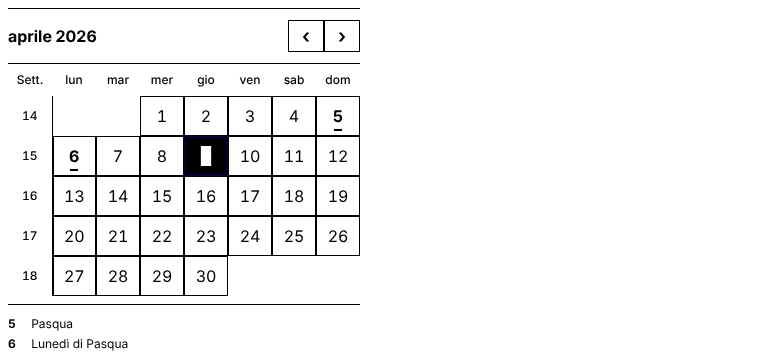 aprile 2026
‹ ›
Sett. lun mar mer gio ven sab dom
14 1 2 3 4 5
15 6 7 8 10 11 12
16 13 14 15 16 17 18 19
17 20 21 22 23 24 25 26
18 27 28 29 30
5 Pasqua
6 Lunedì di Pasqua